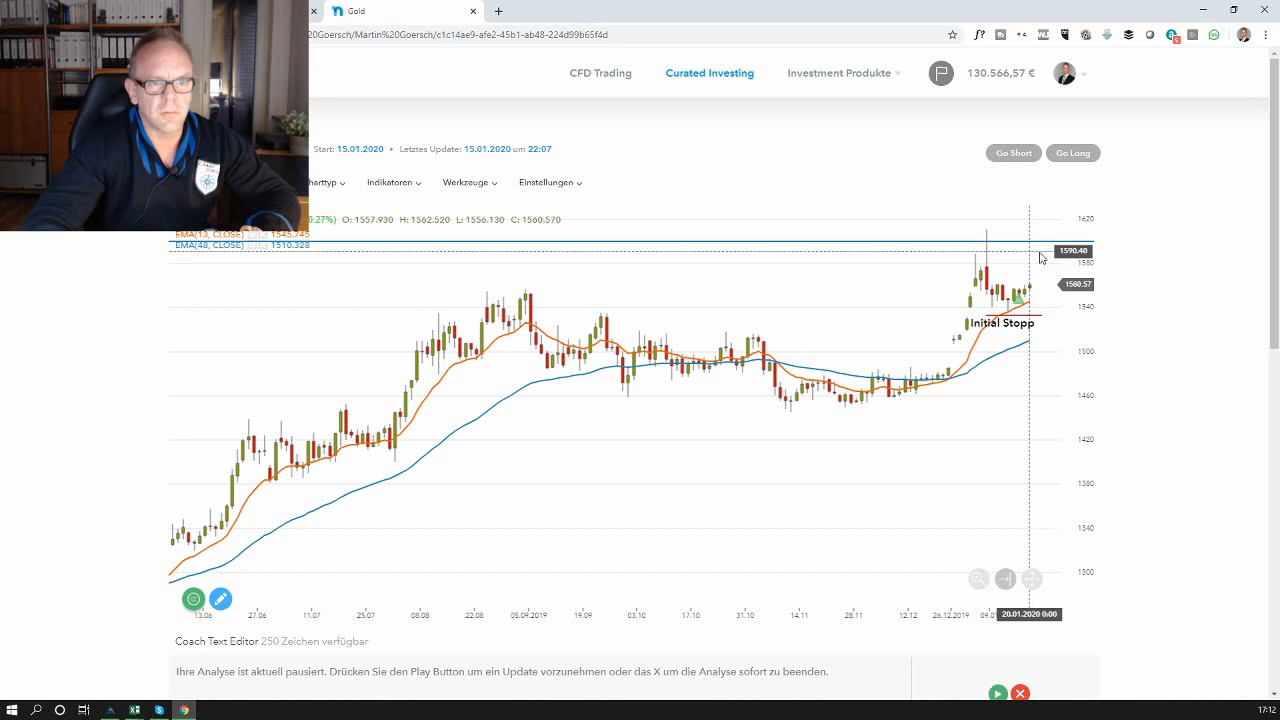 Gold
Goersch/Martin%20Goersch/c1c14ae9-afe2-45b1-ab48-224d99b65f4d
CFD Trading
Curated Investing
Investment Produkte
130.566,57 €
Start: 15.01.2020 • Letztes Update: 15.01.2020 um 22:07
Go Short
Go Long
harttyp
Indikatoren
Werkzeuge
Einstellungen
0.27%) O: 1557.930 H: 1562.520 L: 1556.130 C: 1560.570
EMA(13, CLOSE) 1545.745
EMA(48, CLOSE) 1510.328
1620
1590.40
1580
1560.57
1540
Initial Stopp
1500
1460
1420
1380
1340
1300
13.06
27.06
11.07
25.07
08.08
22.08
05.09.2019
19.09
03.10
17.10
31.10
14.11
28.11
12.12
26.12.2019
09.0
20.01.2020 0:00
Coach Text Editor 250 Zeichen verfügbar
Ihre Analyse ist aktuell pausiert. Drücken Sie den Play Button um ein Update vorzunehmen oder das X um die Analyse sofort zu beenden.
17:12